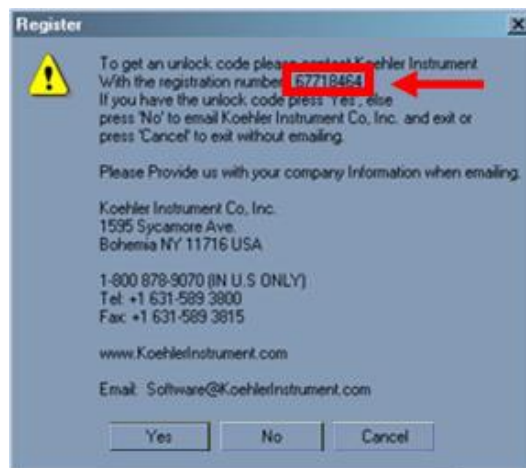 Register
To get an unlock code please contact Koehler Instrument
With the registration number 67718464
If you have the unlock code press 'Yes', else
press 'No' to email Koehler Instrument Co, Inc. and exit or
press 'Cancel' to exit without emailing.
Please Provide us with your company Information when emailing.
Koehler Instrument Co, Inc.
1595 Sycamore Ave.
Bohemia NY 11716 USA
1-800 878-9070 (IN U.S ONLY)
Tel: +1 631-589 3800
Fax: +1 631-589 3815
www.KoehlerInstrument.com
Email: Software@KoehlerInstrument.com
Yes No Cancel